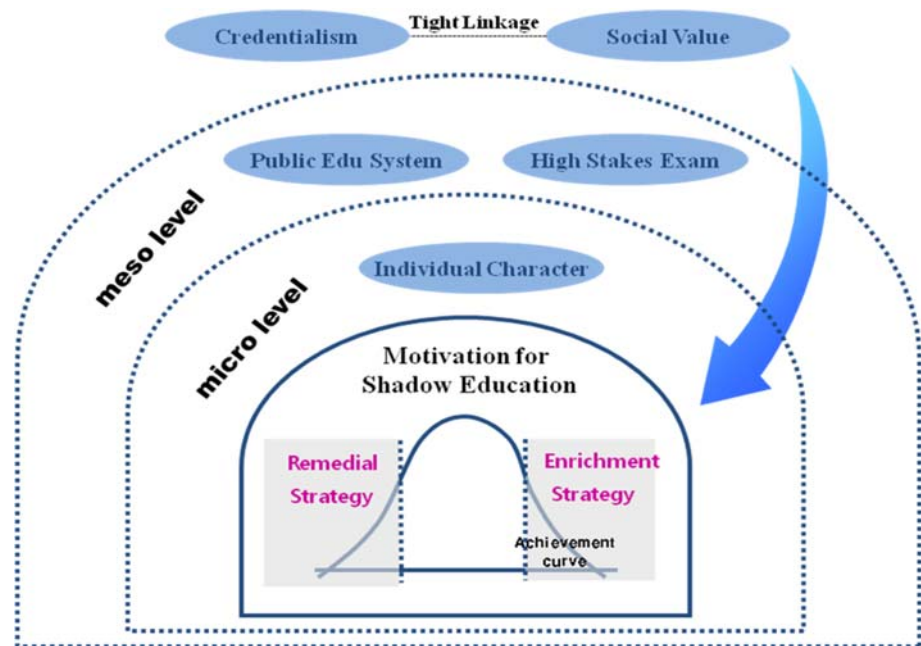 Tight Linkage
Credentialism
Social Value
Public Edu System
High Stakes Exam
meso level
Individual Character
micro level
Motivation for
Shadow Education
Remedial
Strategy
Enrichment
Strategy
Achievement
curve